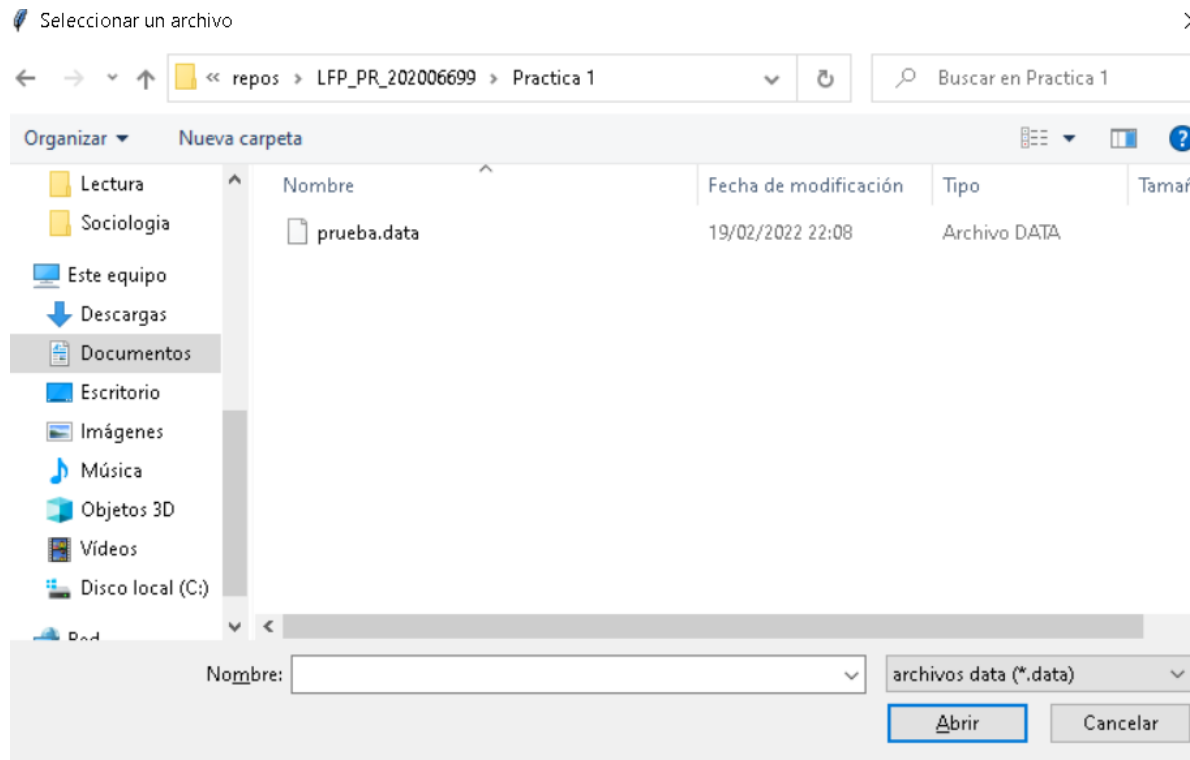 Seleccionar un archivo
« repos › LFP_PR_202006699 › Practica 1
Buscar en Practica 1
Organizar
Nueva carpeta
?
Lectura
Sociologia
Este equipo
Descargas
Documentos
Escritorio
Imágenes
Música
Objetos 3D
Vídeos
Disco local (C:)
Nombre Fecha de modificación Tipo
prueba.data 19/02/2022 22:08 Archivo DATA
Nombre:
archivos data (*.data)
Abrir Cancelar